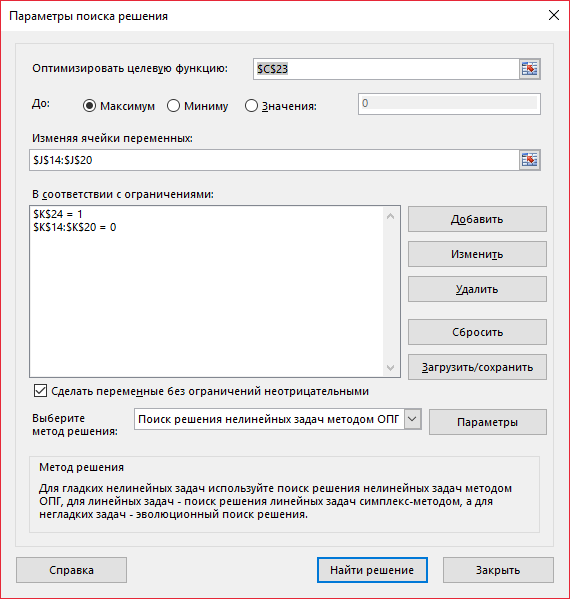 Параметры поиска решения
Оптимизировать целевую функцию: $C$23
До: Максимум Миниму Значения: 0
Изменяя ячейки переменных:
$J$14:$J$20
В соответствии с ограничениями:
$K$24 = 1
$K$14:$K$20 = 0
Добавить
Изменить
Удалить
Сбросить
Загрузить/сохранить
Сделать переменные без ограничений неотрицательными
Выберите
метод решения:
Поиск решения нелинейных задач методом ОПГ
Параметры
Метод решения
Для гладких нелинейных задач используйте поиск решения нелинейных задач методом
ОПГ, для линейных задач - поиск решения линейных задач симплекс-методом, а для
негладких задач - эволюционный поиск решения.
Справка
Найти решение
Закрыть